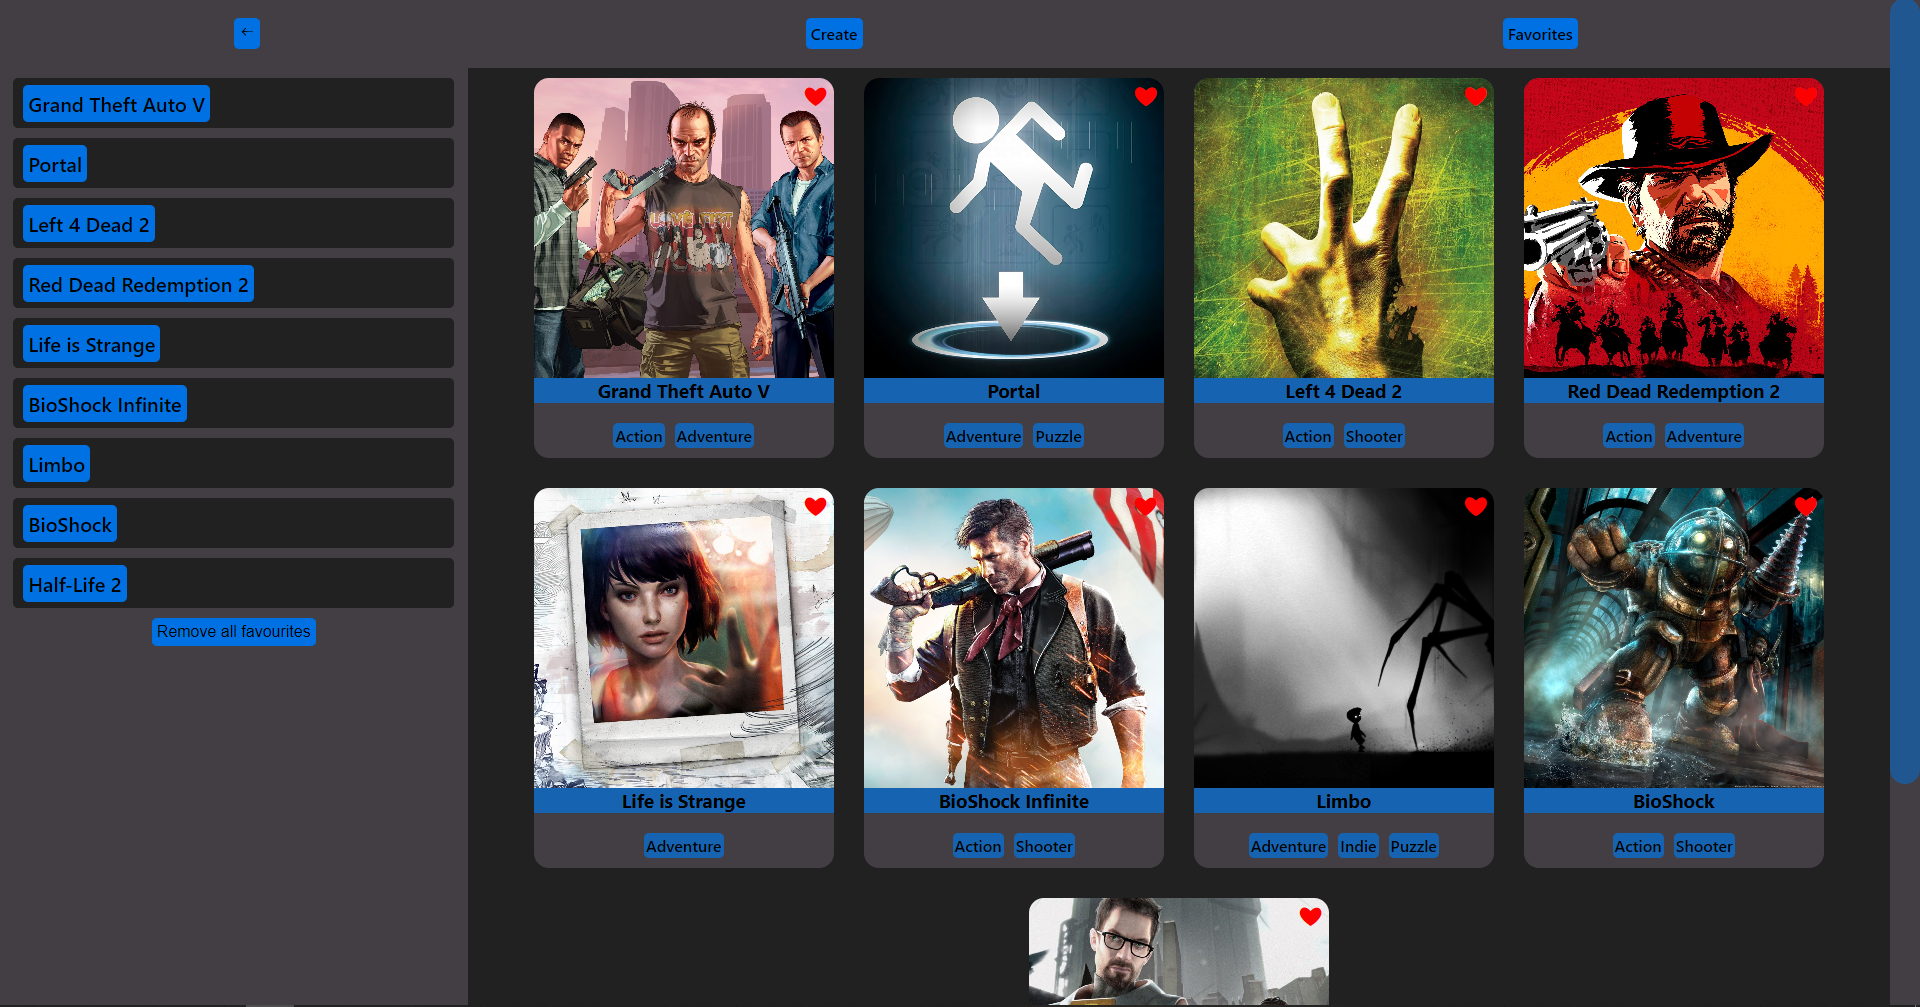 ←
Create
Favorites
Grand Theft Auto V
Portal
Left 4 Dead 2
Red Dead Redemption 2
Life is Strange
BioShock Infinite
Limbo
BioShock
Half-Life 2
Remove all favourites
Grand Theft Auto V
Action Adventure
Portal
Adventure Puzzle
Left 4 Dead 2
Action Shooter
Red Dead Redemption 2
Action Adventure
Life is Strange
Adventure
BioShock Infinite
Action Shooter
Limbo
Adventure Indie Puzzle
BioShock
Action Shooter